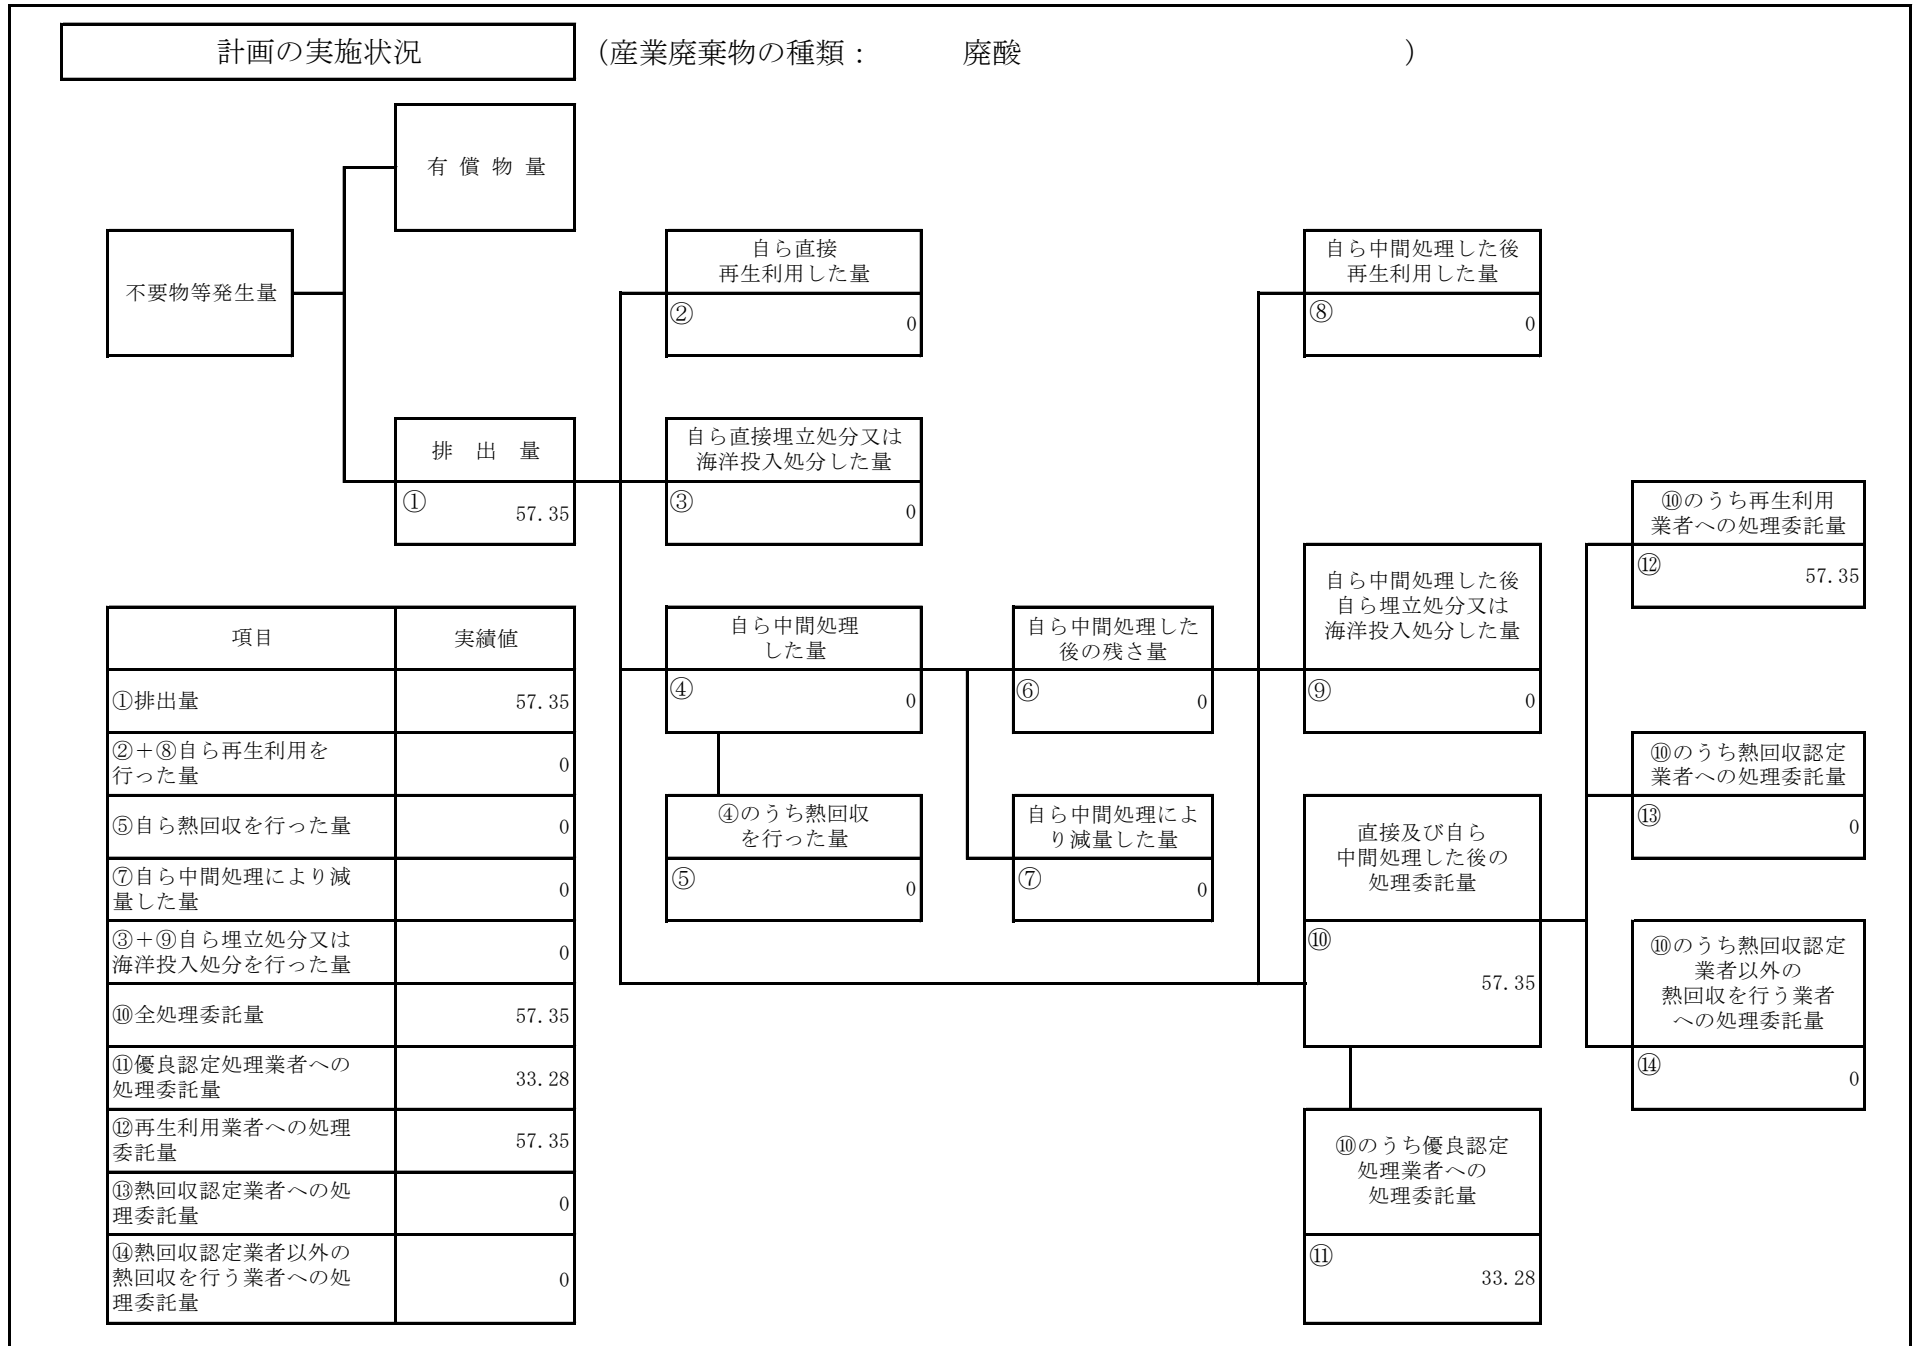 計画の実施状況
（産業廃棄物の種類： 廃酸 ）
有 償 物 量
不要物等発生量
自ら直接
再生利用した量
② 0
自ら中間処理した後
再生利用した量
⑧ 0
排 出 量
① 57.35
自ら直接埋立処分又は
海洋投入処分した量
③ 0
⑩のうち再生利用
業者への処理委託量
⑫ 57.35
自ら中間処理した後
自ら埋立処分又は
海洋投入処分した量
⑨ 0
自ら中間処理
した量
④ 0
自ら中間処理した
後の残さ量
⑥ 0
⑩のうち熱回収認定
業者への処理委託量
⑬ 0
④のうち熱回収
を行った量
⑤ 0
自ら中間処理によ
り減量した量
⑦ 0
直接及び自ら
中間処理した後の
処理委託量
⑩ 57.35
⑩のうち熱回収認定
業者以外の
熱回収を行う業者
への処理委託量
⑭ 0
⑩のうち優良認定
処理業者への
処理委託量
⑪ 33.28
項目 実績値
①排出量 57.35
②＋⑧自ら再生利用を
行った量 0
⑤自ら熱回収を行った量 0
⑦自ら中間処理により減
量した量 0
③＋⑨自ら埋立処分又は
海洋投入処分を行った量 0
⑩全処理委託量 57.35
⑪優良認定処理業者への
処理委託量 33.28
⑫再生利用業者への処理
委託量 57.35
⑬熱回収認定業者への処
理委託量 0
⑭熱回収認定業者以外の
熱回収を行う業者への処
理委託量 0